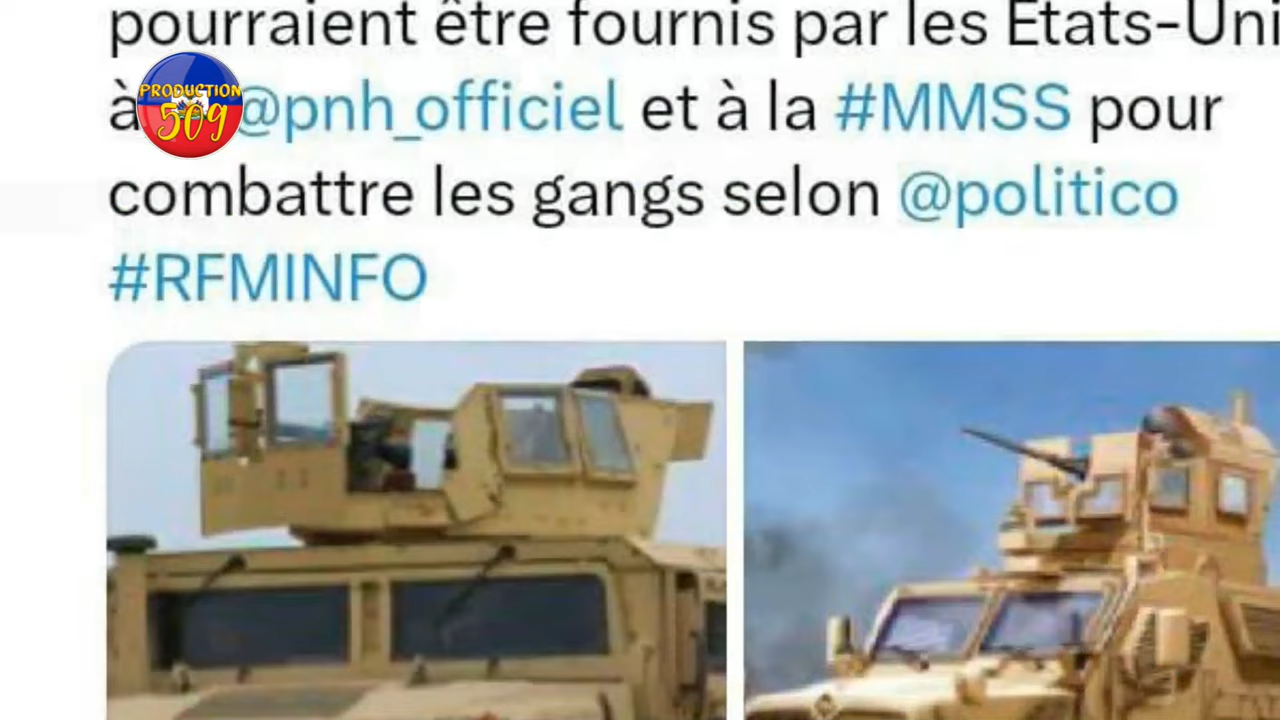 pourraient être fournis par les États-Uni
à @pnh_officiel et à la #MMSS pour
combattre les gangs selon @politico
#RFMINFO
PRODUCTION
509